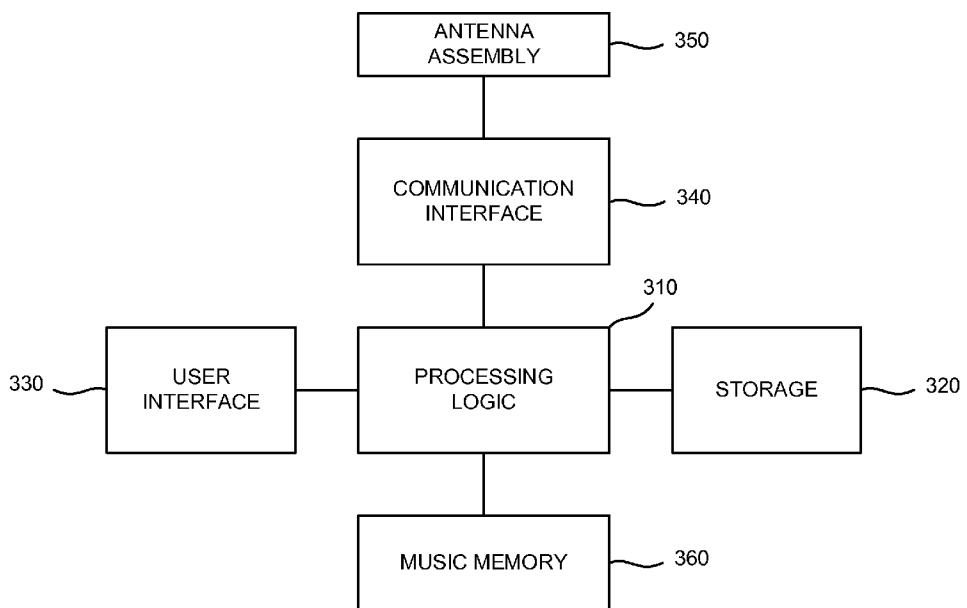 ANTENNA
ASSEMBLY
350
COMMUNICATION
INTERFACE
340
310
330
USER
INTERFACE
PROCESSING
LOGIC
STORAGE
320
MUSIC MEMORY
360